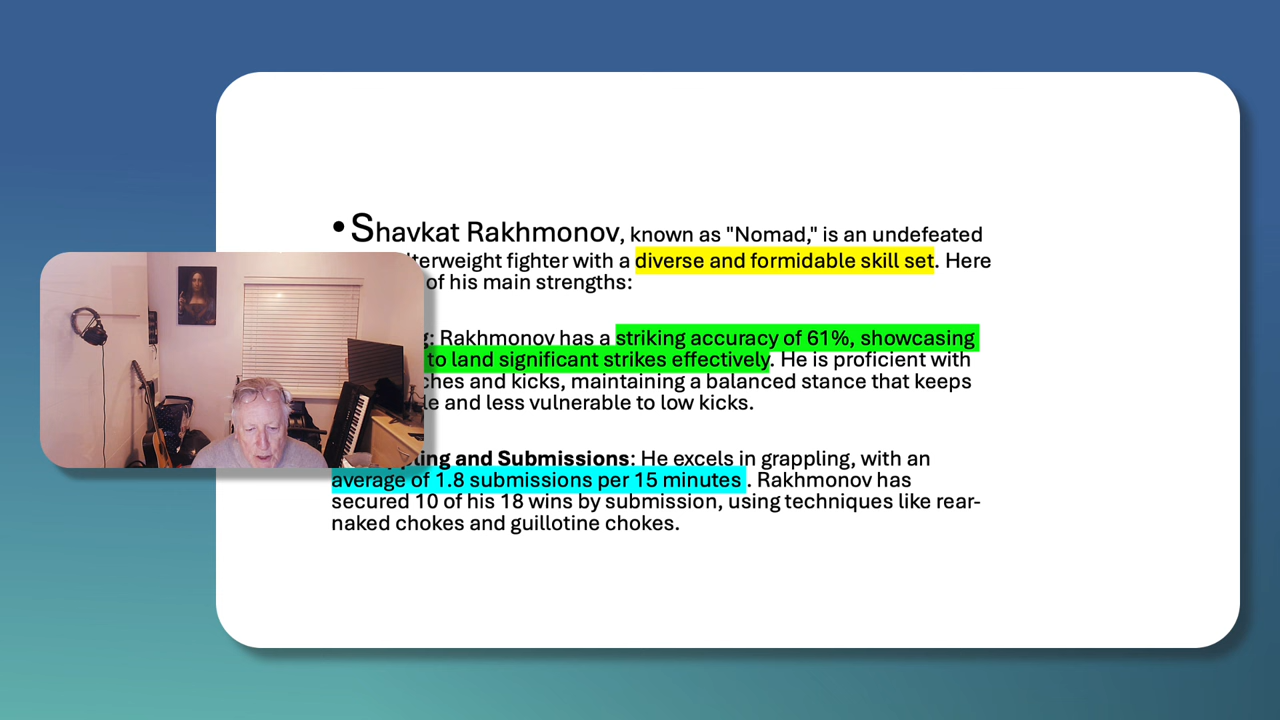 • Shavkat Rakhmonov, known as "Nomad," is an undefeated
fighter with a diverse and formidable skill set. Here
of his main strengths:
: Rakhmonov has a striking accuracy of 61%, showcasing
to land significant strikes effectively. He is proficient with
and kicks, maintaining a balanced stance that keeps
and less vulnerable to low kicks.
and Submissions: He excels in grappling, with an
average of 1.8 submissions per 15 minutes . Rakhmonov has
secured 10 of his 18 wins by submission, using techniques like rear-
naked chokes and guillotine chokes.